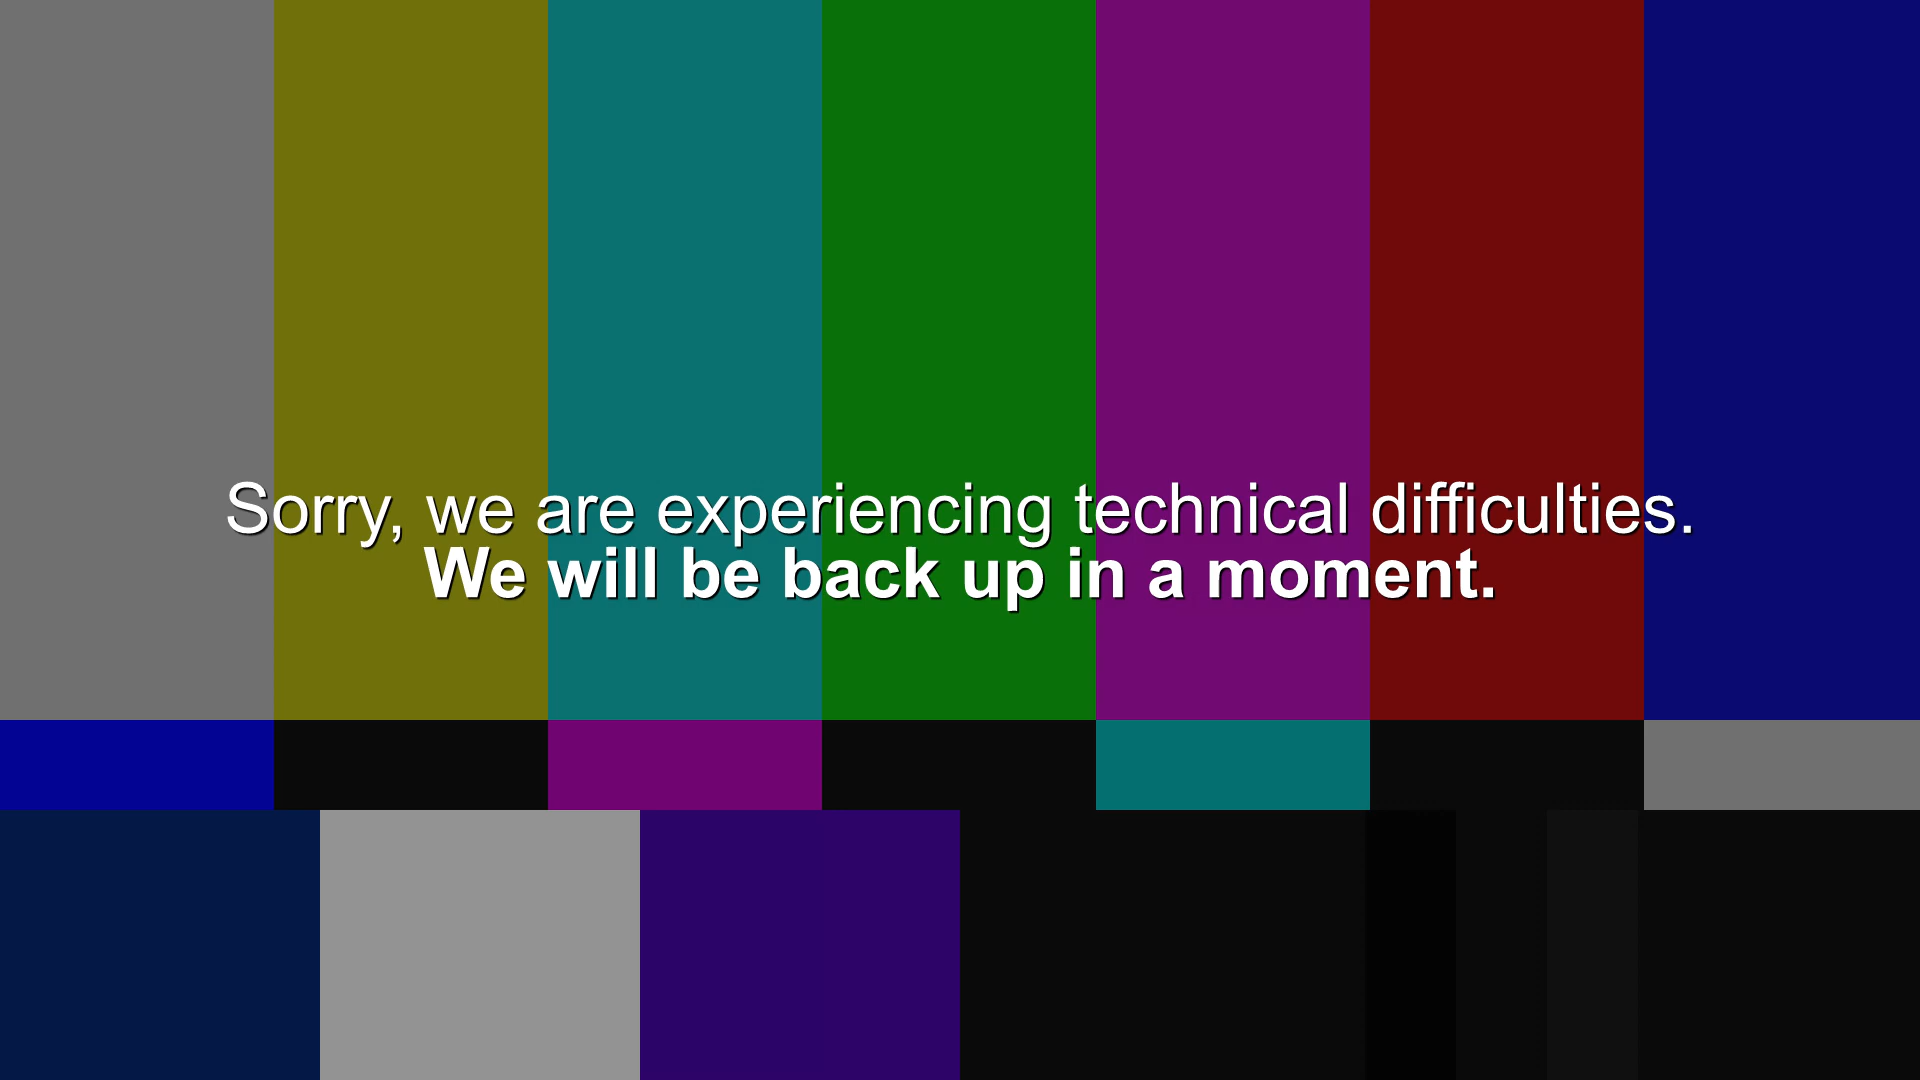 Sorry, we are experiencing technical difficulties.
We will be back up in a moment.